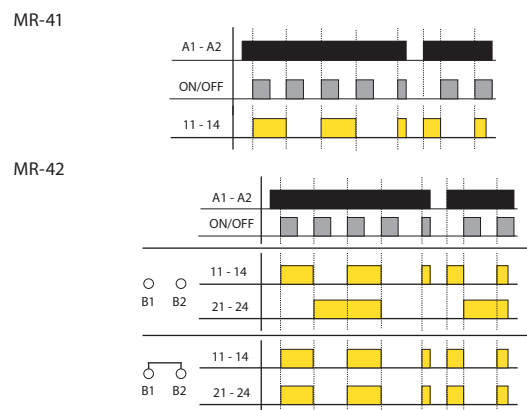 MR-41
A1 - A2
ON/OFF
11 - 14
MR-42
A1 - A2
ON/OFF
11 - 14
B1 B2
21 - 24
11 - 14
B1 B2
21 - 24